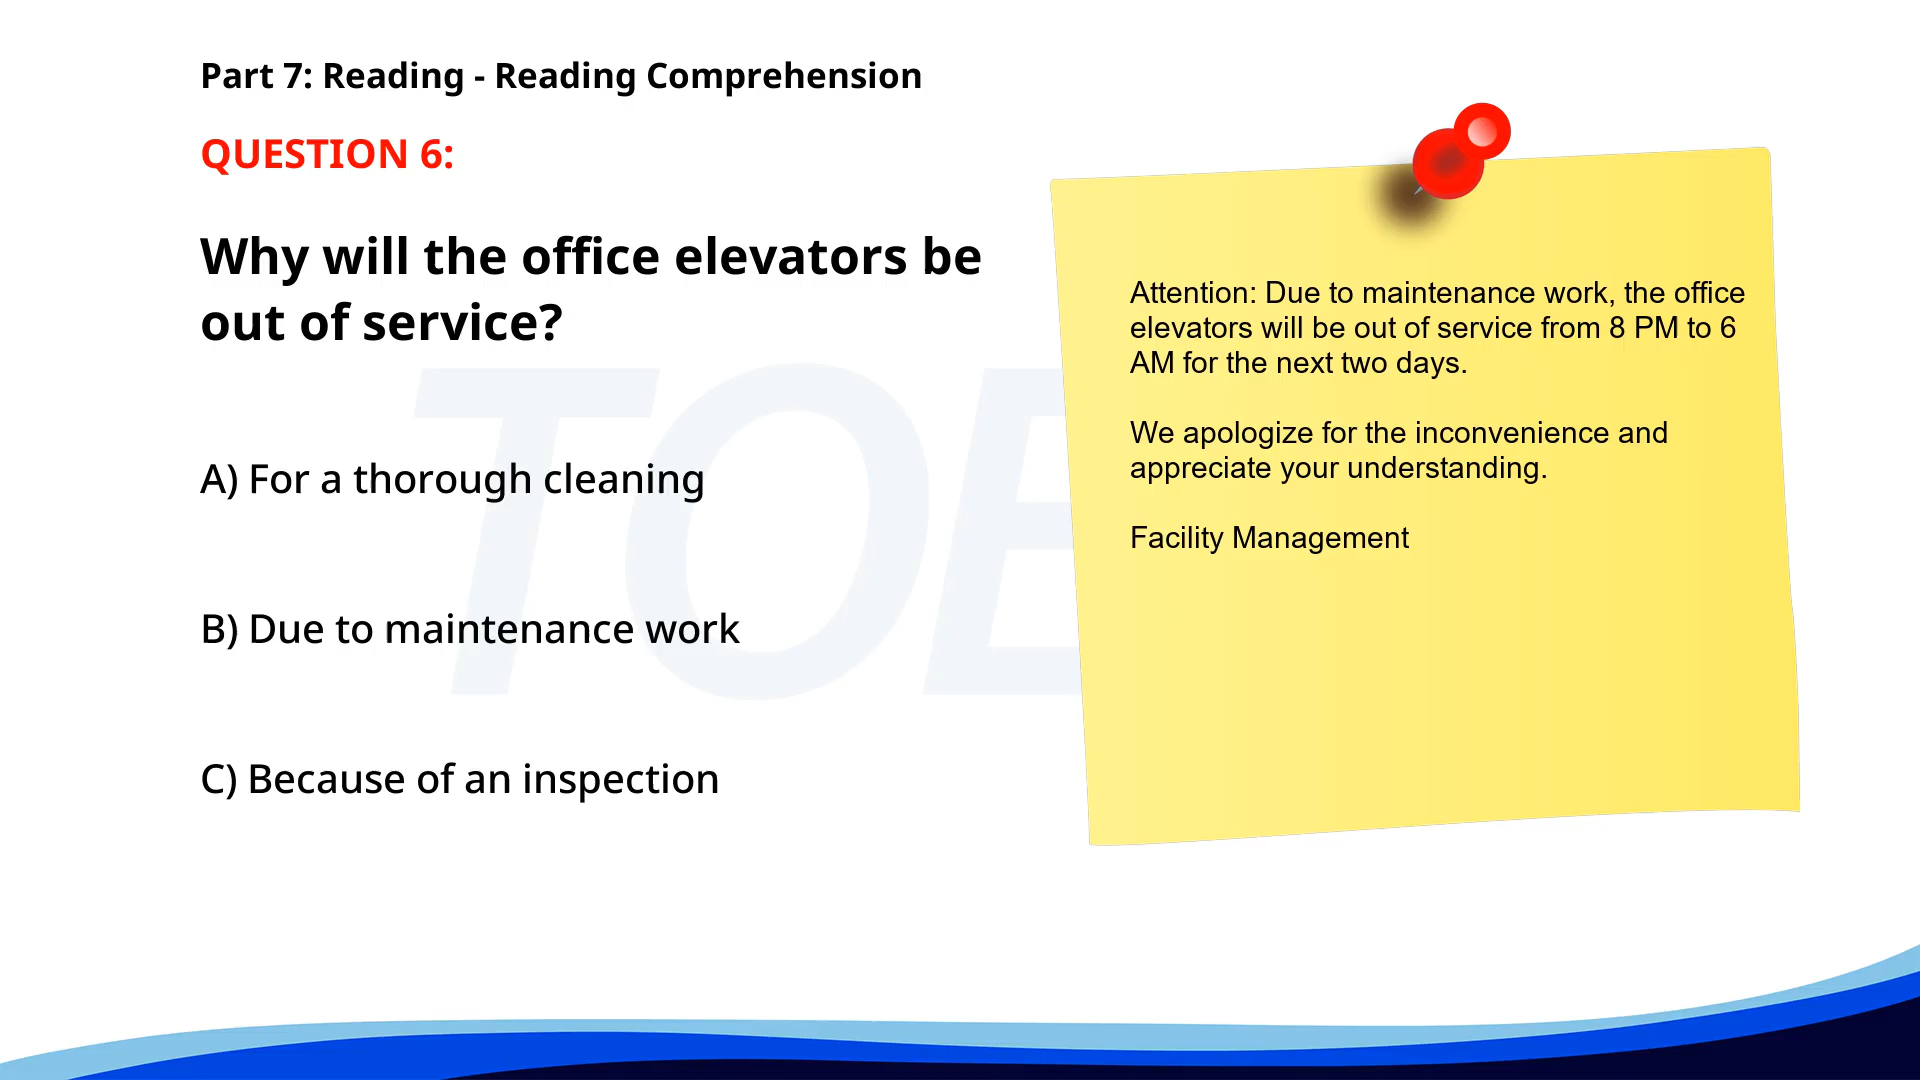 Part 7: Reading - Reading Comprehension
QUESTION 6:
Why will the office elevators be
out of service?
A) For a thorough cleaning
B) Due to maintenance work
C) Because of an inspection
Attention: Due to maintenance work, the office
elevators will be out of service from 8 PM to 6
AM for the next two days.
We apologize for the inconvenience and
appreciate your understanding.
Facility Management
TOE